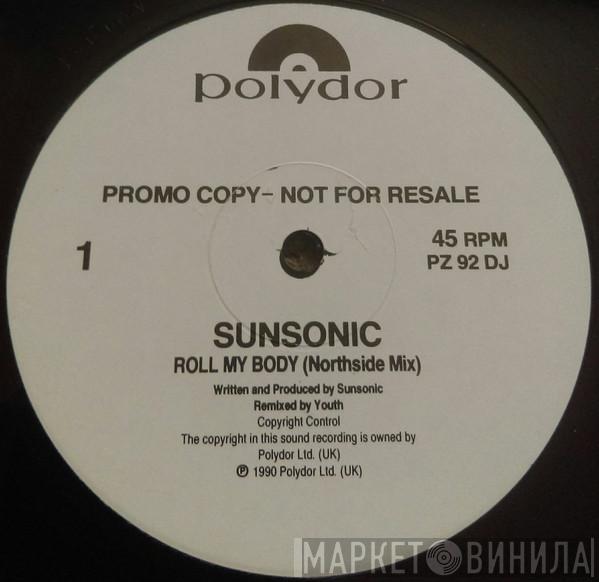 polydor
PROMO COPY- NOT FOR RESALE
1
45 RPM
PZ 92 DJ
SUNSONIC
ROLL MY BODY (Northside Mix)
Written and Produced by Sunsonic
Remixed by Youth
Copyright Control
The copyright in this sound recording is owned by
Polydor Ltd. (UK)
℗ 1990 Polydor Ltd. (UK)
МАРКЕТ ВИНИЛА